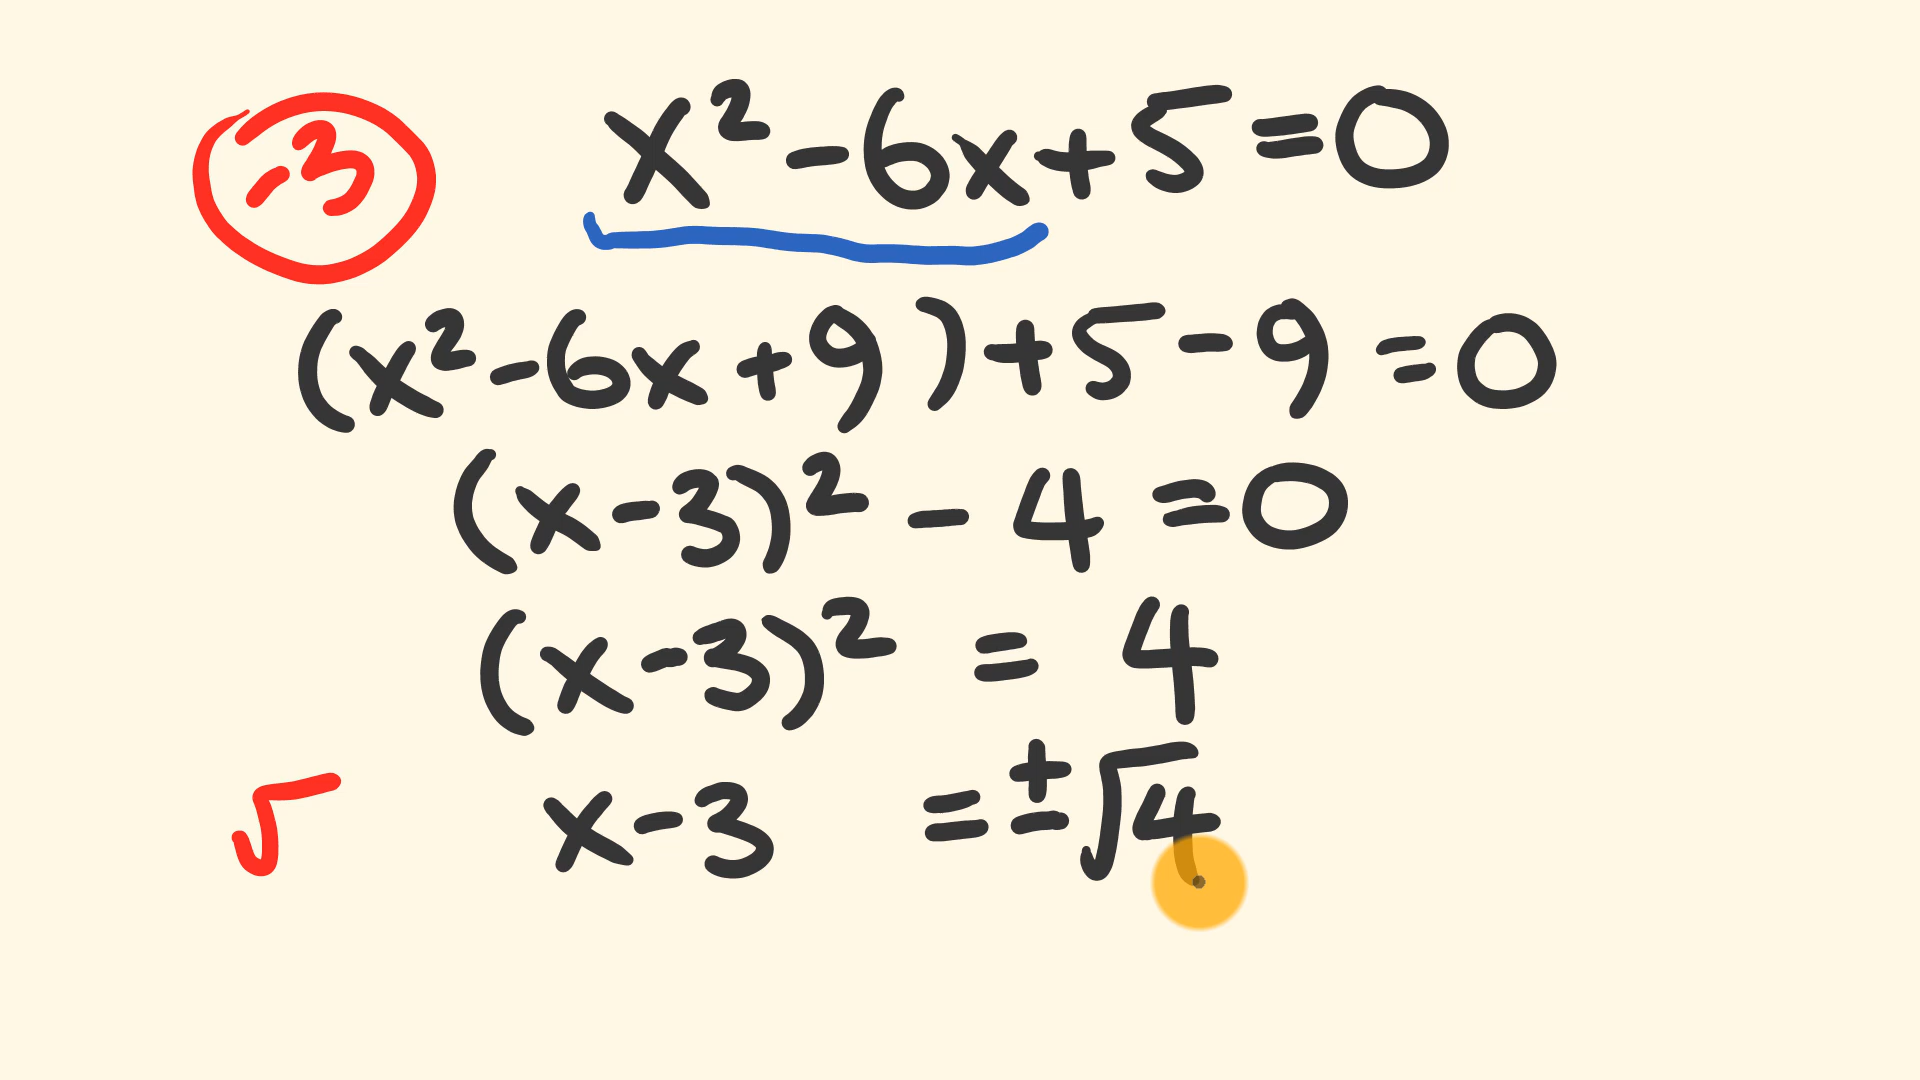 -3
x²-6x+5=0
(x²-6x+9)+5-9=0
(x-3)²-4=0
(x-3)²=4
√ x-3=±√4